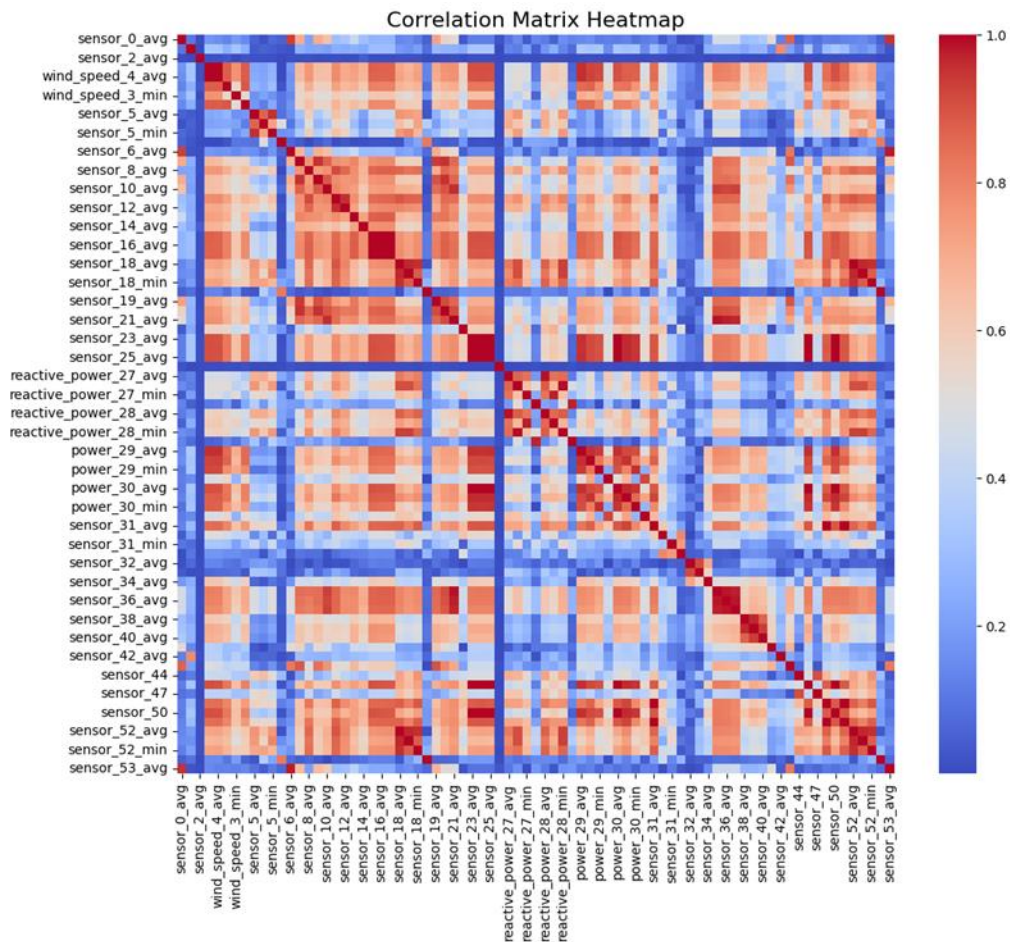 Correlation Matrix Heatmap
sensor_0_avg
sensor_2_avg
wind_speed_4_avg
wind_speed_3_min
sensor_5_avg
sensor_5_min
sensor_6_avg
sensor_8_avg
sensor_10_avg
sensor_12_avg
sensor_14_avg
sensor_16_avg
sensor_18_avg
sensor_18_min
sensor_19_avg
sensor_21_avg
sensor_23_avg
sensor_25_avg
reactive_power_27_avg
reactive_power_27_min
reactive_power_28_avg
reactive_power_28_min
power_29_avg
power_29_min
power_30_avg
power_30_min
sensor_31_avg
sensor_31_min
sensor_32_avg
sensor_34_avg
sensor_36_avg
sensor_38_avg
sensor_40_avg
sensor_42_avg
sensor_44
sensor_47
sensor_50
sensor_52_avg
sensor_52_min
sensor_53_avg
sensor_0_avg
sensor_2_avg
wind_speed_4_avg
wind_speed_3_min
sensor_5_avg
sensor_5_min
sensor_6_avg
sensor_8_avg
sensor_10_avg
sensor_12_avg
sensor_14_avg
sensor_16_avg
sensor_18_avg
sensor_18_min
sensor_19_avg
sensor_21_avg
sensor_23_avg
sensor_25_avg
reactive_power_27_avg
reactive_power_27_min
reactive_power_28_avg
reactive_power_28_min
power_29_avg
power_29_min
power_30_avg
power_30_min
sensor_31_avg
sensor_31_min
sensor_32_avg
sensor_34_avg
sensor_36_avg
sensor_38_avg
sensor_40_avg
sensor_42_avg
sensor_44
sensor_47
sensor_50
sensor_52_avg
sensor_52_min
sensor_53_avg
1.0
0.8
0.6
0.4
0.2